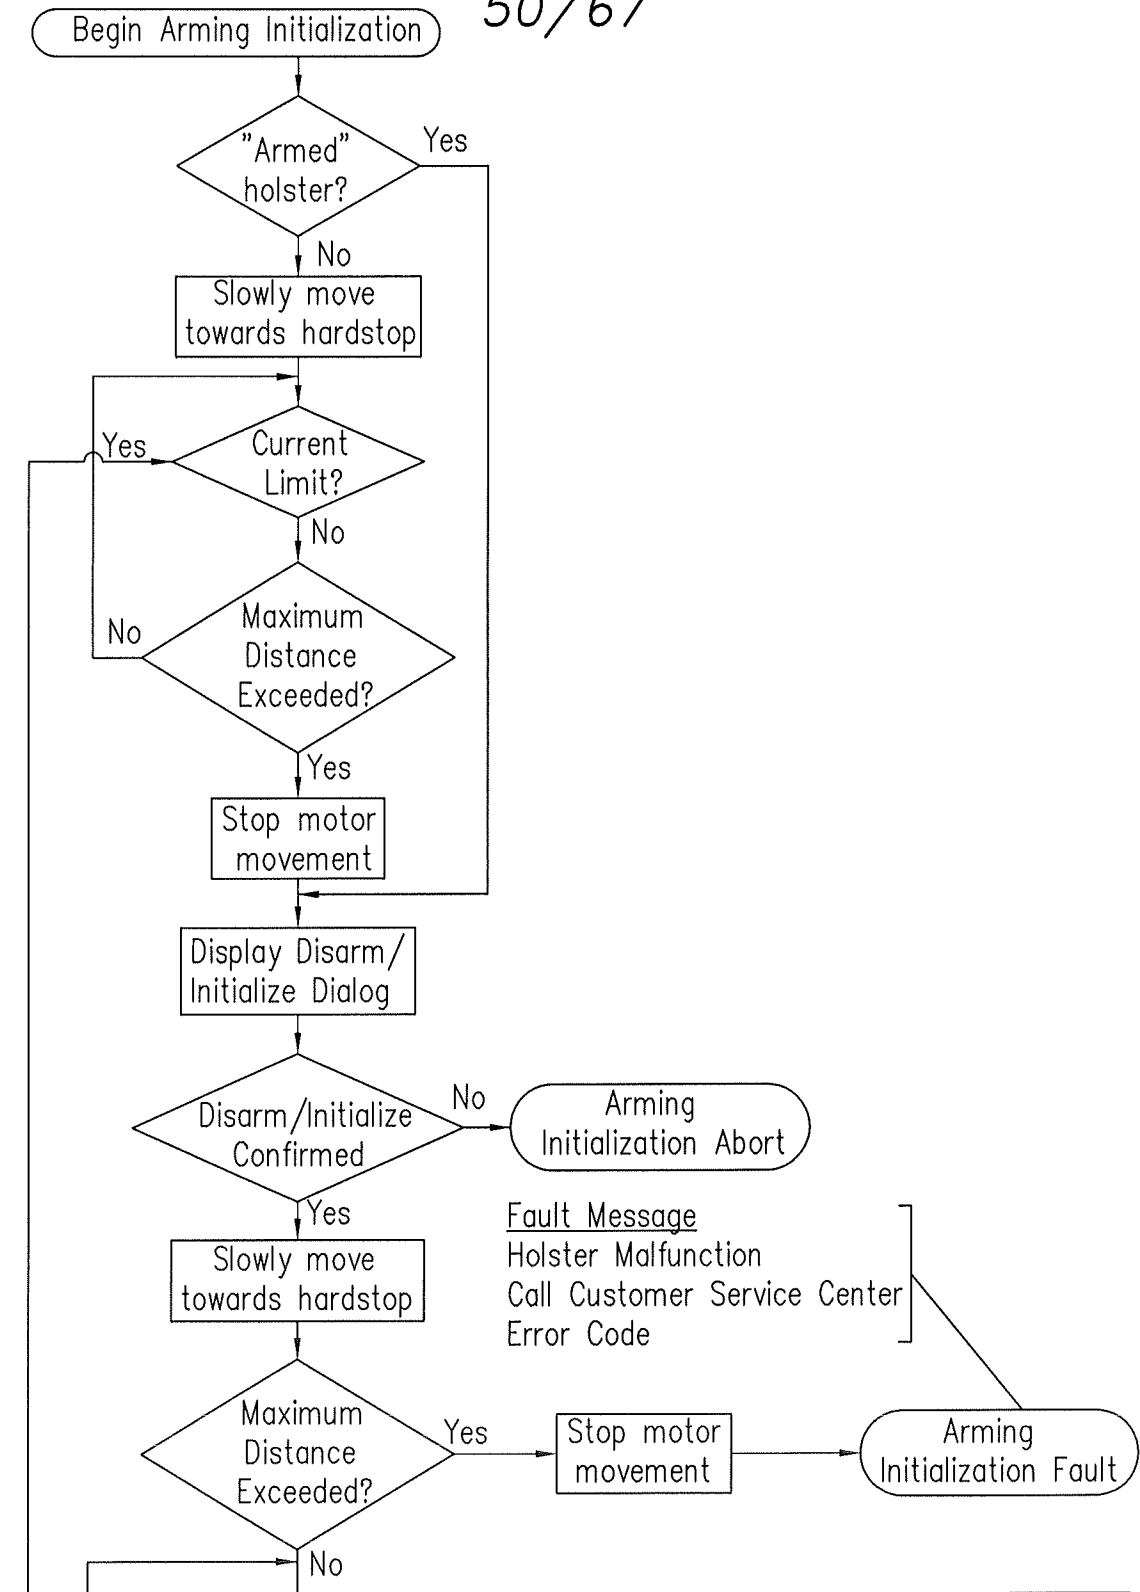 50/67
Begin Arming Initialization
"Armed"
holster?
Yes
No
Slowly move
towards hardstop
Yes
Current
Limit?
No
Maximum
Distance
Exceeded?
No
Yes
Stop motor
movement
Display Disarm/
Initialize Dialog
Disarm/Initialize
Confirmed
No
Arming
Initialization Abort
Yes
Slowly move
towards hardstop
Fault Message
Holster Malfunction
Call Customer Service Center
Error Code
Maximum
Distance
Exceeded?
Yes
Stop motor
movement
Arming
Initialization Fault
No